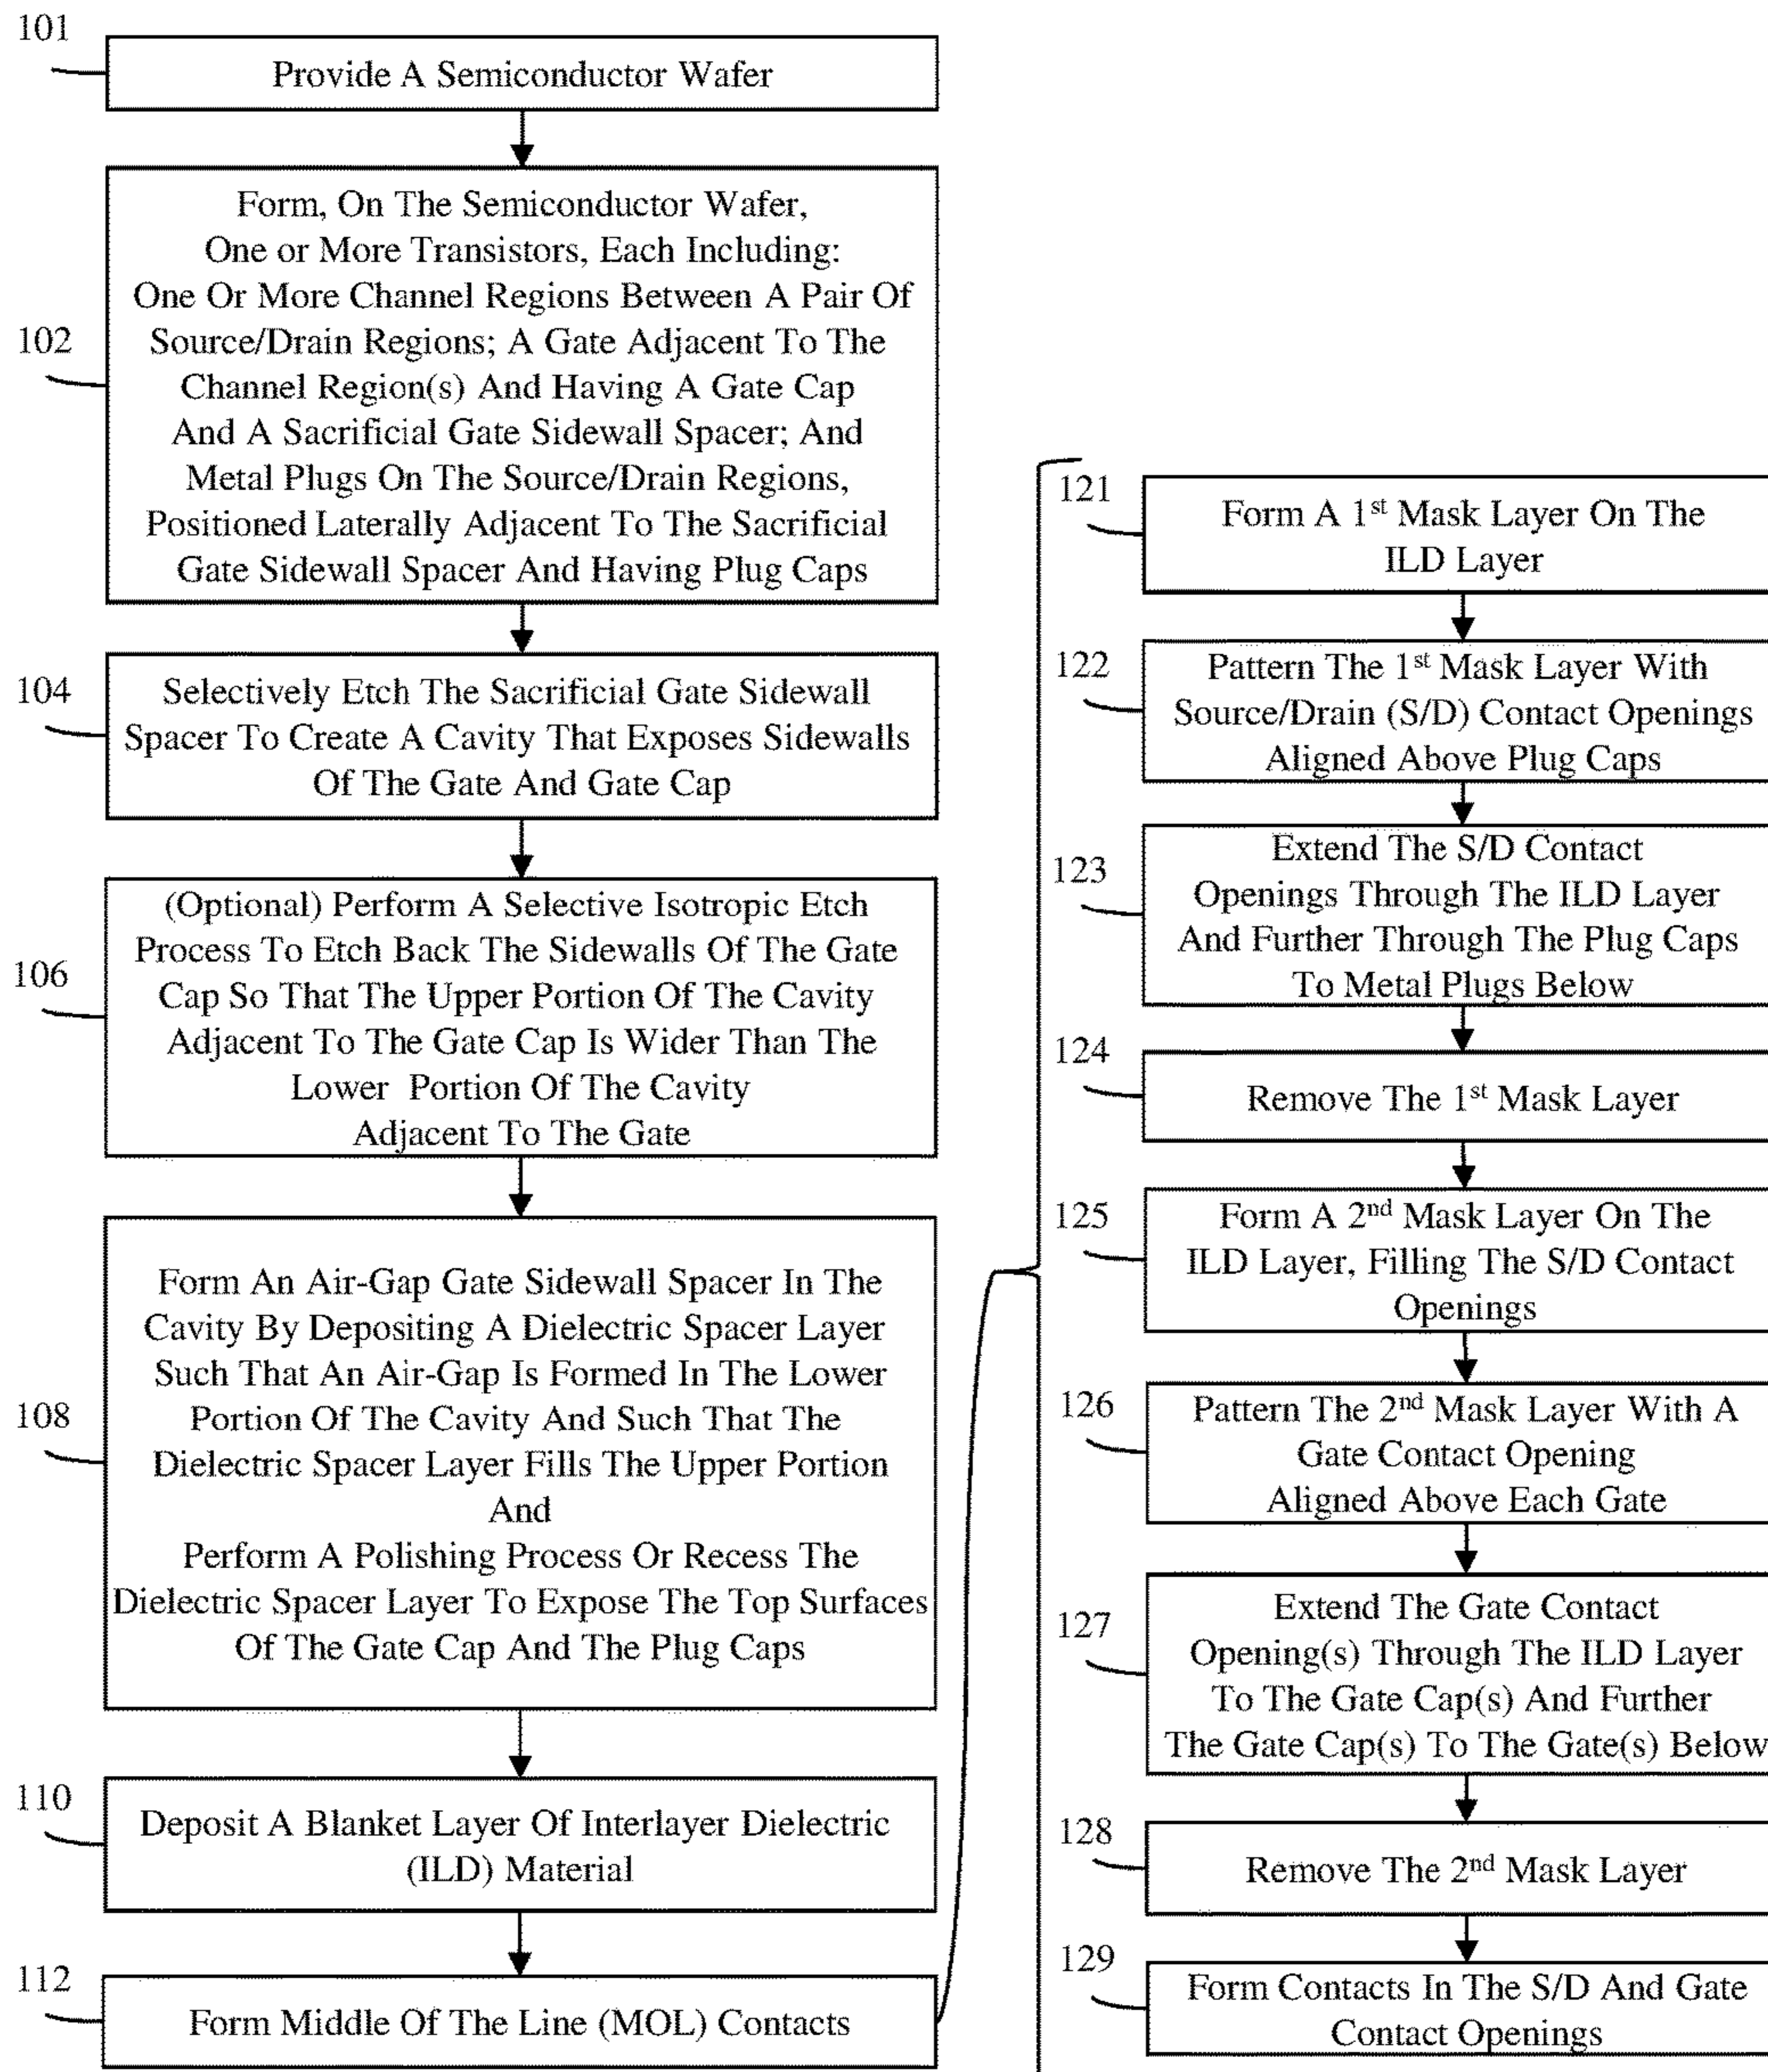 101
Provide A Semiconductor Wafer
102
Form, On The Semiconductor Wafer,
One or More Transistors, Each Including:
One Or More Channel Regions Between A Pair Of
Source/Drain Regions; A Gate Adjacent To The
Channel Region(s) And Having A Gate Cap
And A Sacrificial Gate Sidewall Spacer; And
Metal Plugs On The Source/Drain Regions,
Positioned Laterally Adjacent To The Sacrificial
Gate Sidewall Spacer And Having Plug Caps
104
Selectively Etch The Sacrificial Gate Sidewall
Spacer To Create A Cavity That Exposes Sidewalls
Of The Gate And Gate Cap
106
(Optional) Perform A Selective Isotropic Etch
Process To Etch Back The Sidewalls Of The Gate
Cap So That The Upper Portion Of The Cavity
Adjacent To The Gate Cap Is Wider Than The
Lower Portion Of The Cavity
Adjacent To The Gate
108
Form An Air-Gap Gate Sidewall Spacer In The
Cavity By Depositing A Dielectric Spacer Layer
Such That An Air-Gap Is Formed In The Lower
Portion Of The Cavity And Such That The
Dielectric Spacer Layer Fills The Upper Portion
And
Perform A Polishing Process Or Recess The
Dielectric Spacer Layer To Expose The Top Surfaces
Of The Gate Cap And The Plug Caps
110
Deposit A Blanket Layer Of Interlayer Dielectric
(ILD) Material
112
Form Middle Of The Line (MOL) Contacts
121
Form A 1st Mask Layer On The
ILD Layer
122
Pattern The 1st Mask Layer With
Source/Drain (S/D) Contact Openings
Aligned Above Plug Caps
123
Extend The S/D Contact
Openings Through The ILD Layer
And Further Through The Plug Caps
To Metal Plugs Below
124
Remove The 1st Mask Layer
125
Form A 2nd Mask Layer On The
ILD Layer, Filling The S/D Contact
Openings
126
Pattern The 2nd Mask Layer With A
Gate Contact Opening
Aligned Above Each Gate
127
Extend The Gate Contact
Opening(s) Through The ILD Layer
To The Gate Cap(s) And Further
The Gate Cap(s) To The Gate(s) Below
128
Remove The 2nd Mask Layer
129
Form Contacts In The S/D And Gate
Contact Openings